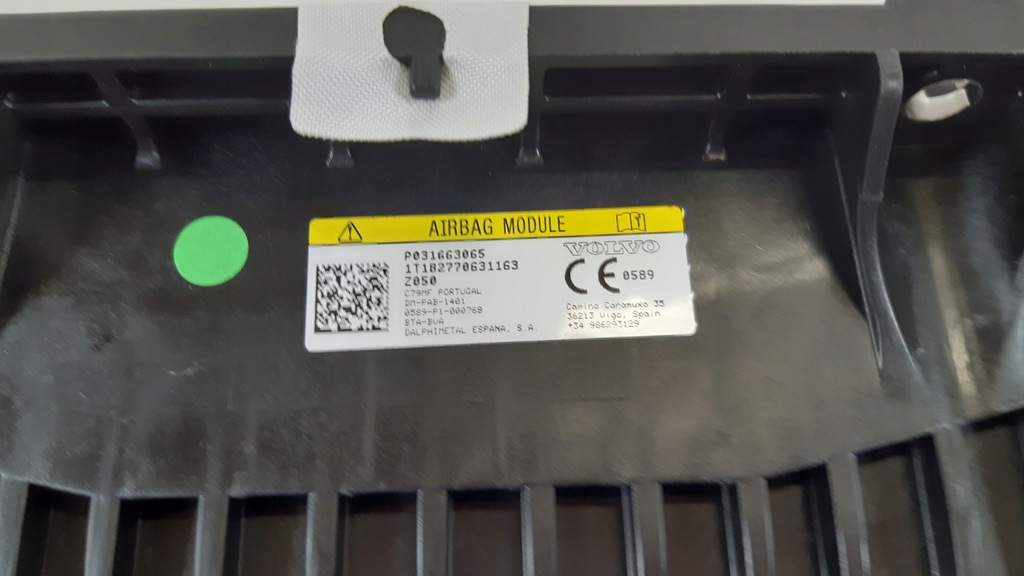 AIRBAG MODULE
P031663065
1T182770631163
Z050
C79MF PORTUGAL
DM-PAB-1401
0589-P1-000768
BTA-BVA
DALPHIMETAL ESPANA, S.A.
VOLVO
CE 0589
Camino Caramuxo 35
36213 Vigo, Spain
+34 986293129